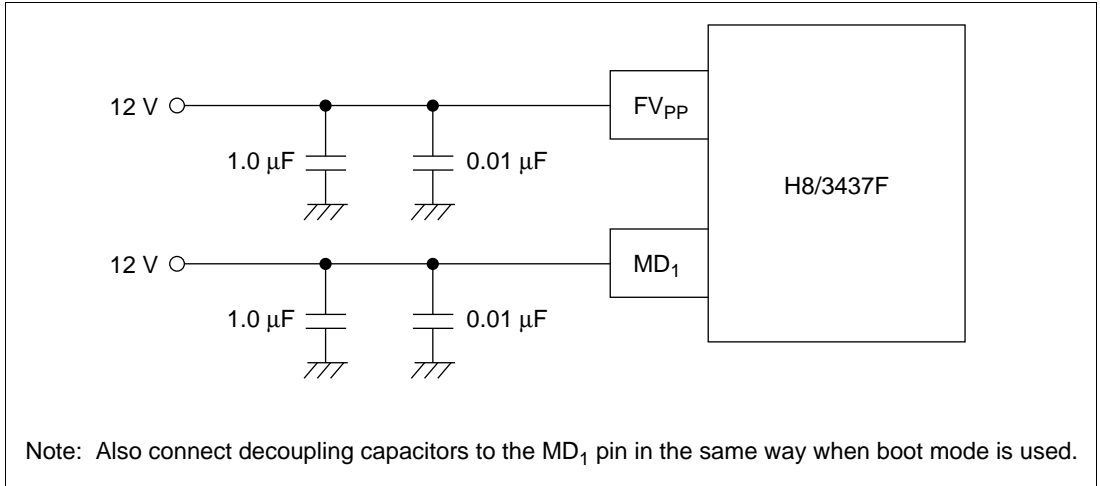 12 V
FVPP
1.0 μF
0.01 μF
H8/3437F
12 V
MD1
1.0 μF
0.01 μF
Note: Also connect decoupling capacitors to the MD1 pin in the same way when boot mode is used.